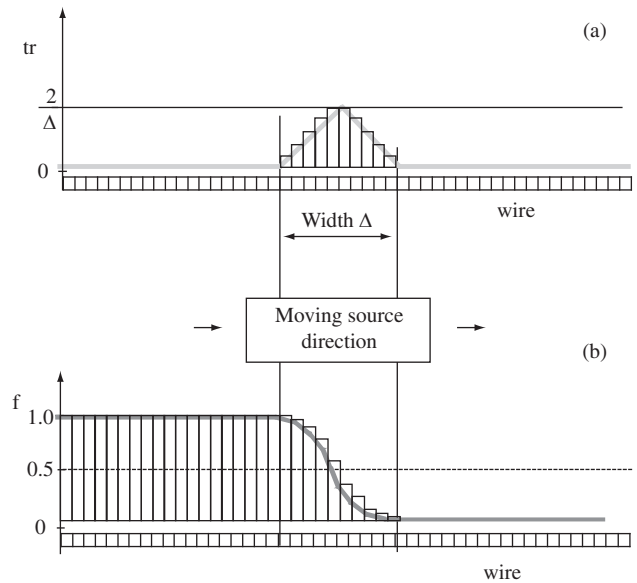 (a)
tr
2
Δ
0
wire
Width Δ
Moving source
direction
(b)
f
1.0
0.5
0
wire